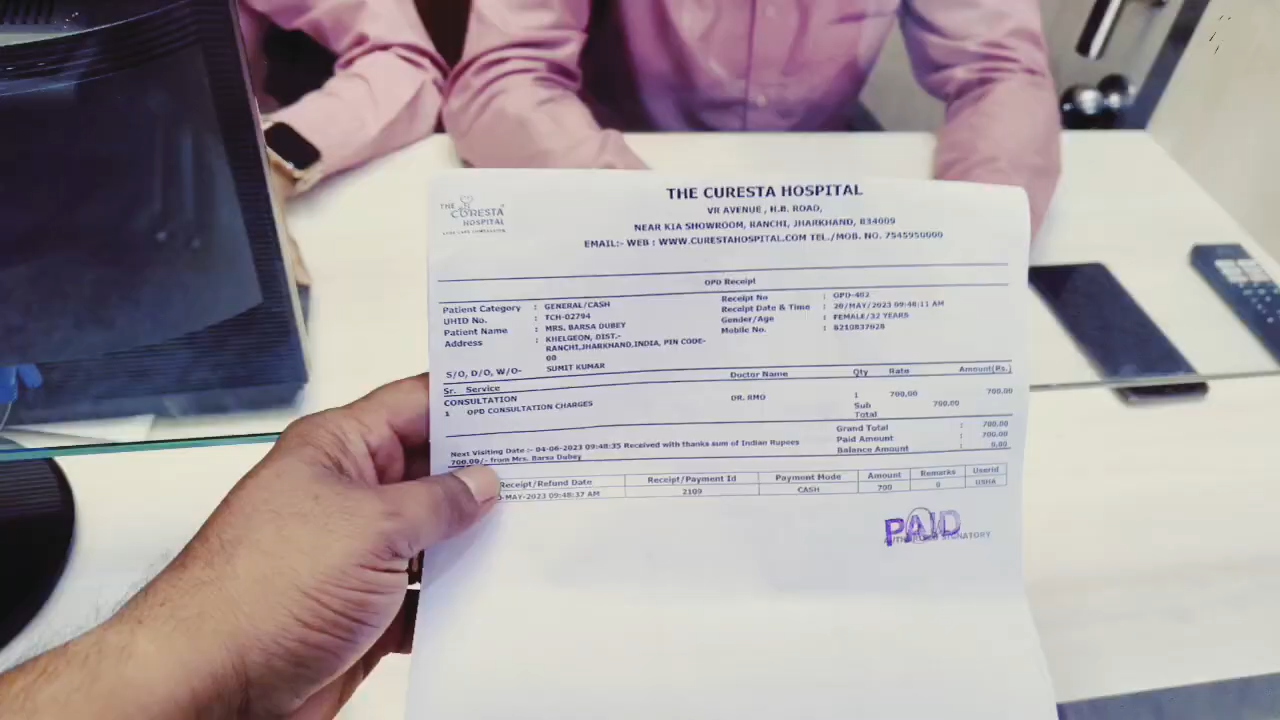 THE CURESTA HOSPITAL
THE
CURESTA
HOSPITAL
VR AVENUE , H.B. ROAD,
NEAR KIA SHOWROOM, RANCHI, JHARKHAND, 834009
EMAIL:- WEB : WWW.CURESTAHOSPITAL.COM TEL./MOB. NO. 7545950000
OPD Receipt
Patient Category : GENERAL/CASH
UHID No. : TCH-02794
Patient Name : MRS. BARSA DUBEY
Address : KHELGEON, DIST.-
RANCHI,JHARKHAND,INDIA, PIN CODE-
00
S/O, D/O, W/O- SUMIT KUMAR
Receipt No : OPD-402
Receipt Date & Time : 20/MAY/2023 09:48:11 AM
Gender/Age : FEMALE/32 YEARS
Mobile No. : 8210837628
Sr. Service Doctor Name Qty Rate Amount(Rs.)
CONSULTATION
1 OPD CONSULTATION CHARGES DR. RMO 1 700.00 700.00
Sub Total 700.00
Grand Total : 700.00
Paid Amount : 700.00
Balance Amount : 0.00
Next Visiting Date :- 04-06-2023 09:48:35 Received with thanks sum of Indian Rupees
700.00/- from Mrs. Barsa Dubey
Receipt/Refund Date Receipt/Payment Id Payment Mode Amount Remarks Userid
-MAY-2023 09:48:37 AM 2109 CASH 700 0 USHA
PAID
AUTHORISED SIGNATORY